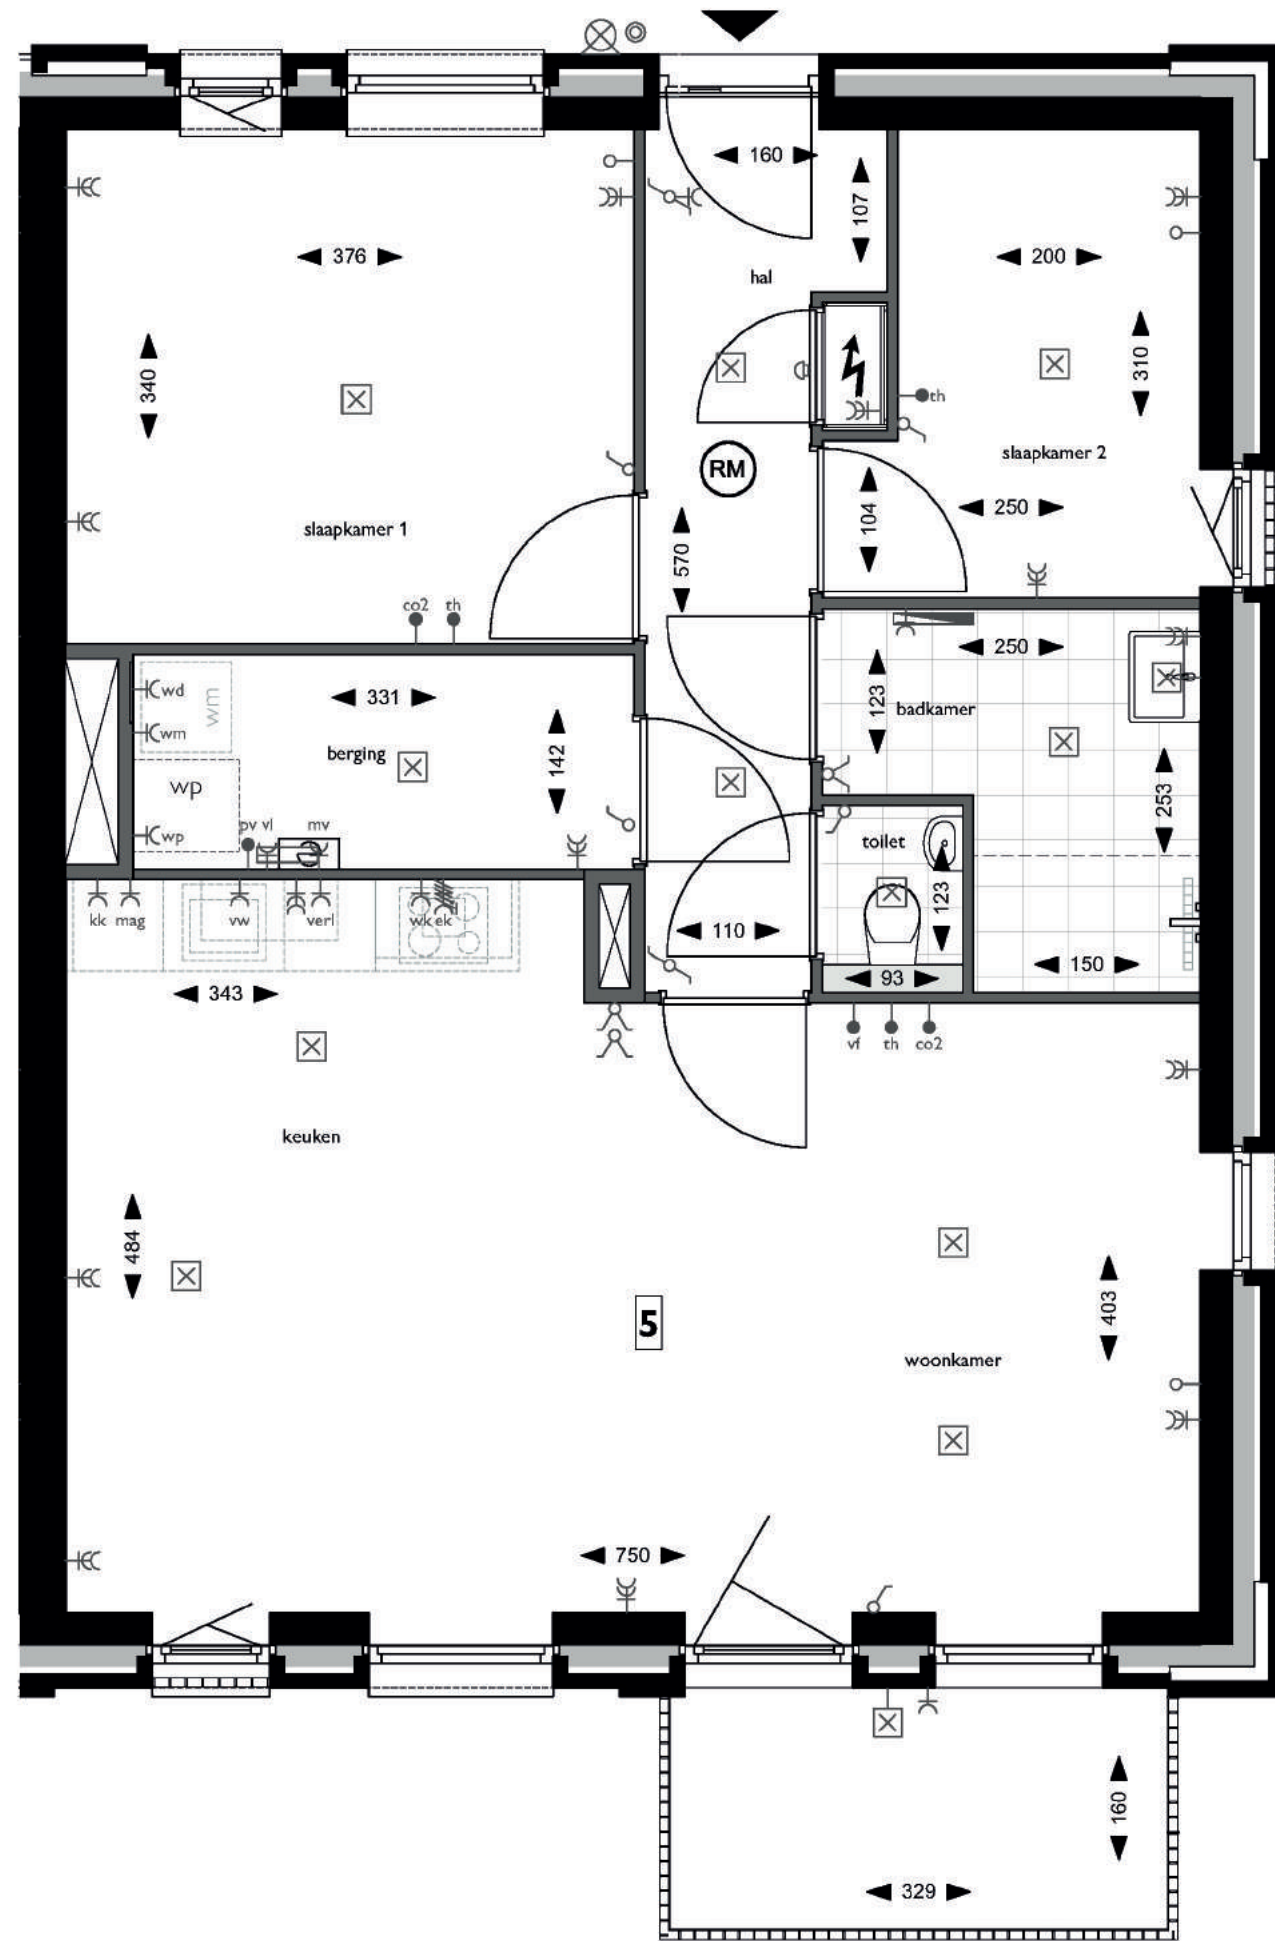 160
107
376
200
hal
340
310
th
RM
slaapkamer 2
104
250
slaapkamer 1
570
co2 th
250
wd
wm
331
123
badkamer
wm
berging
142
wp
253
wp
pv vl
mv
toilet
123
kk mag
vw
verl
wk ek
110
150
93
343
vf th co2
keuken
484
403
5
woonkamer
750
160
329